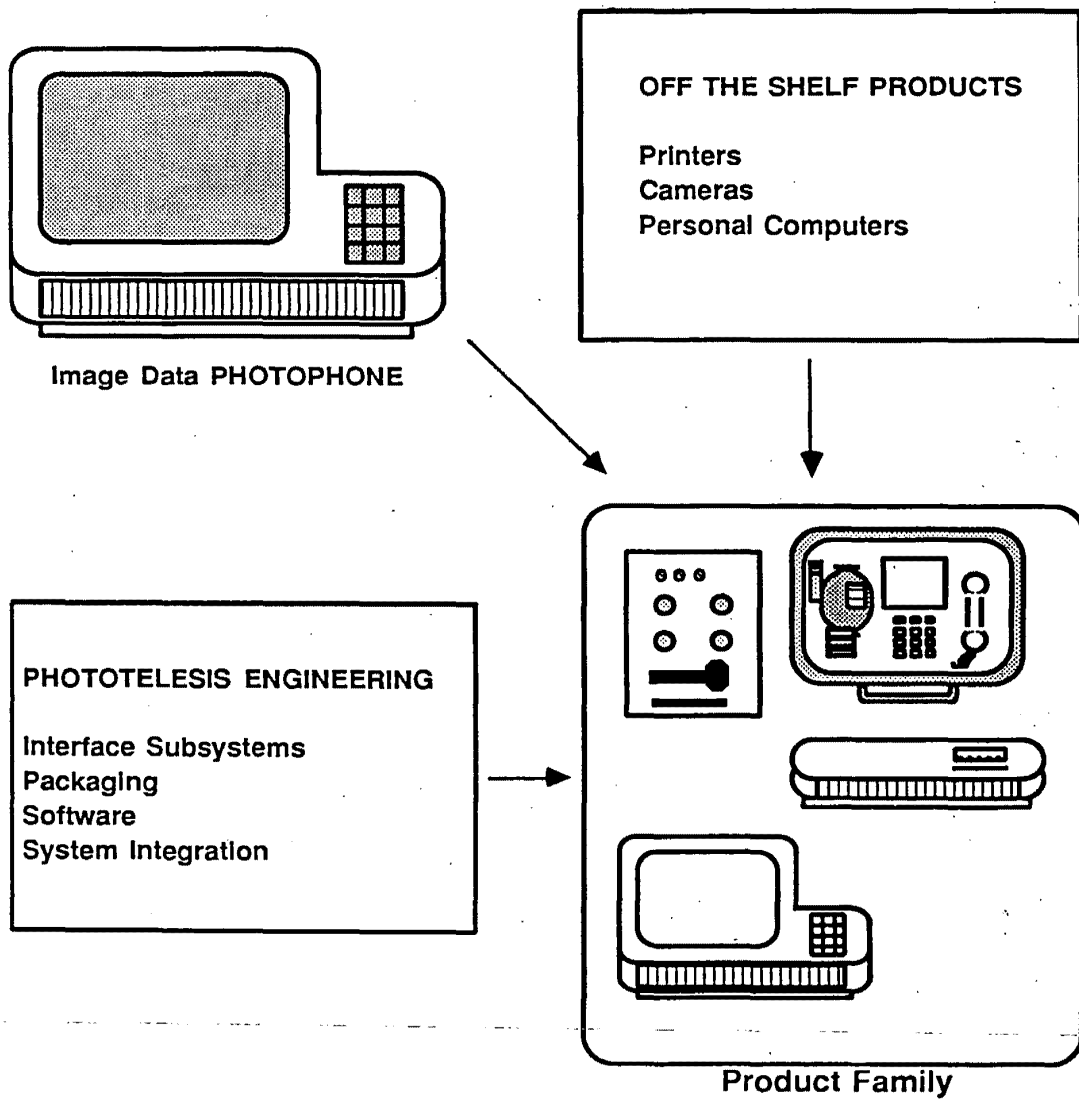 OFF THE SHELF PRODUCTS
Printers
Cameras
Personal Computers
Image Data PHOTOPHONE
PHOTOTELESIS ENGINEERING
Interface Subsystems
Packaging
Software
System Integration
Product Family